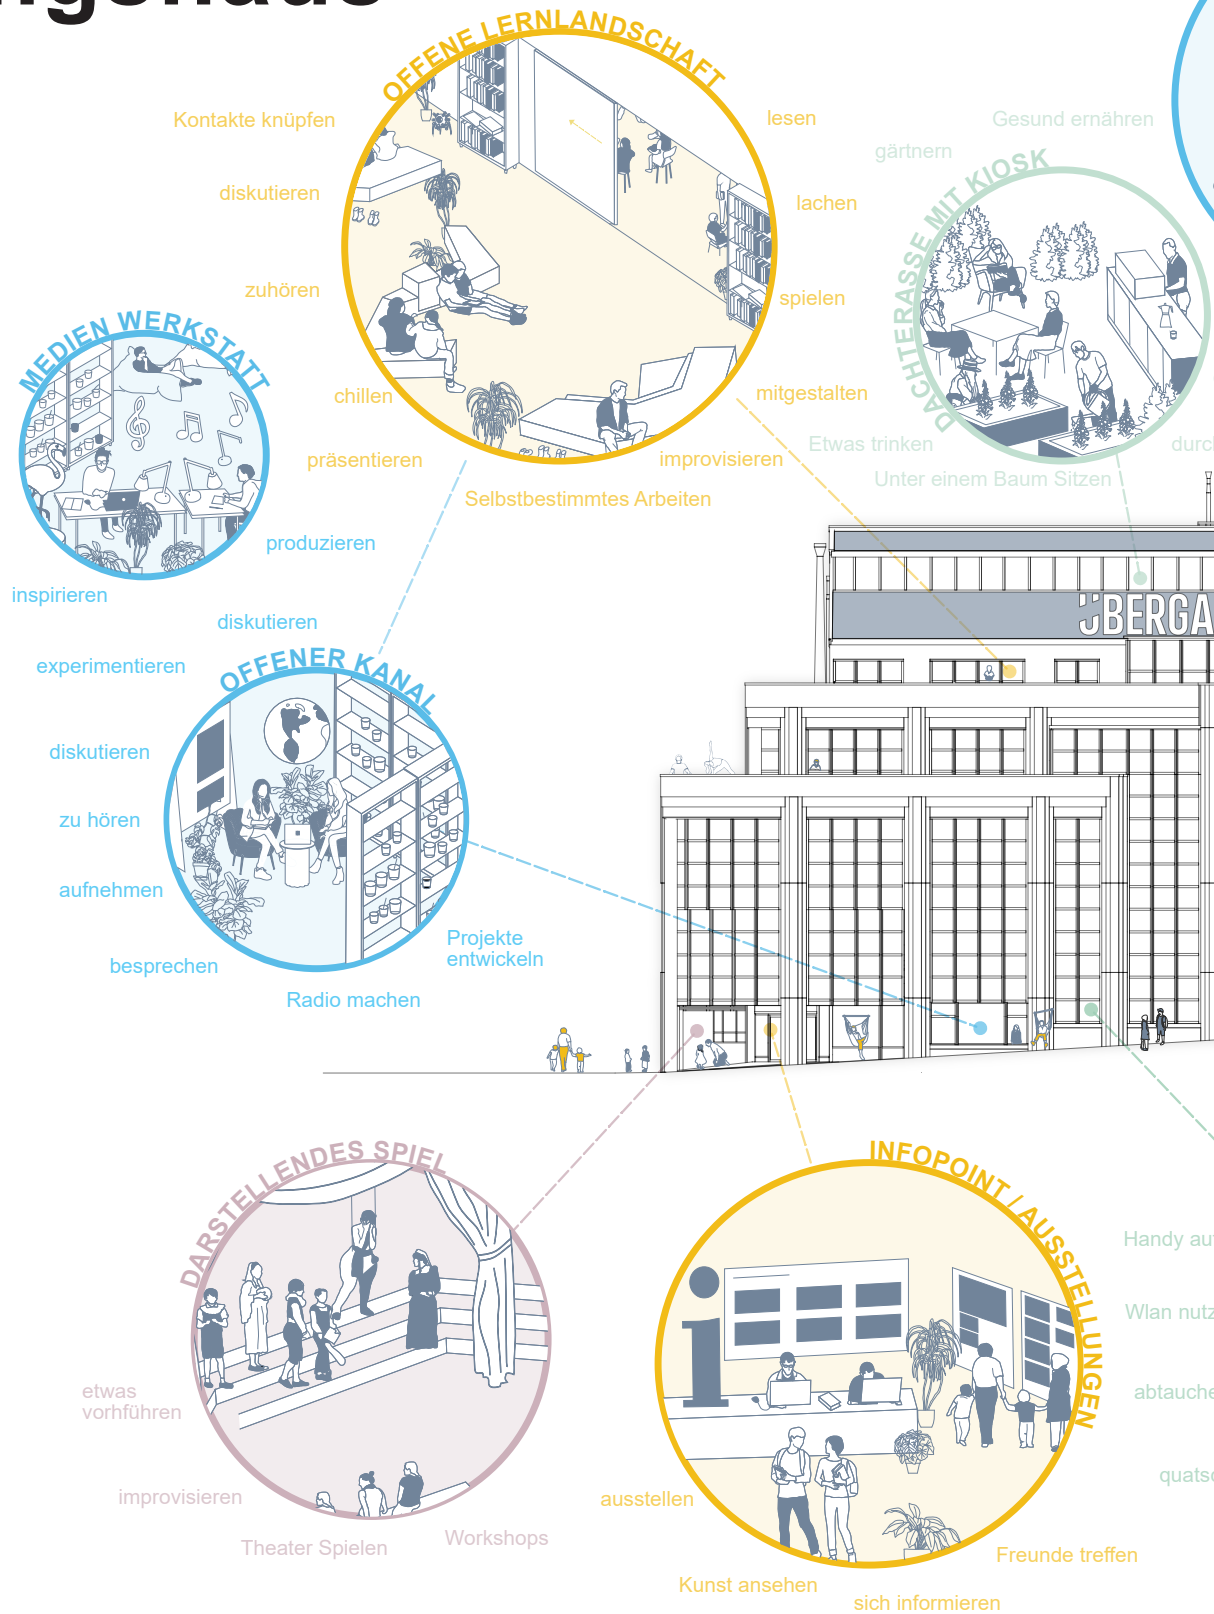 OFFENE LERNLANDSCHAFT
Kontakte knüpfen
diskutieren
zuhören
chillen
präsentieren
Selbstbestimmtes Arbeiten
improvisieren
mitgestalten
spielen
lachen
lesen
Gesund ernähren
gärtnern
DACHTERASSE MIT KIOSK
Etwas trinken
Unter einem Baum Sitzen
MEDIEN WERKSTATT
produzieren
inspirieren
diskutieren
experimentieren
OFFENER KANAL
diskutieren
zu hören
aufnehmen
besprechen
Radio machen
Projekte
entwickeln
DARSTELLENDES SPIEL
etwas
vorhführen
improvisieren
Theater Spielen
Workshops
INFOPOINT / AUSSTELLUNGEN
ausstellen
Kunst ansehen
sich informieren
Freunde treffen
Handy
Wlan